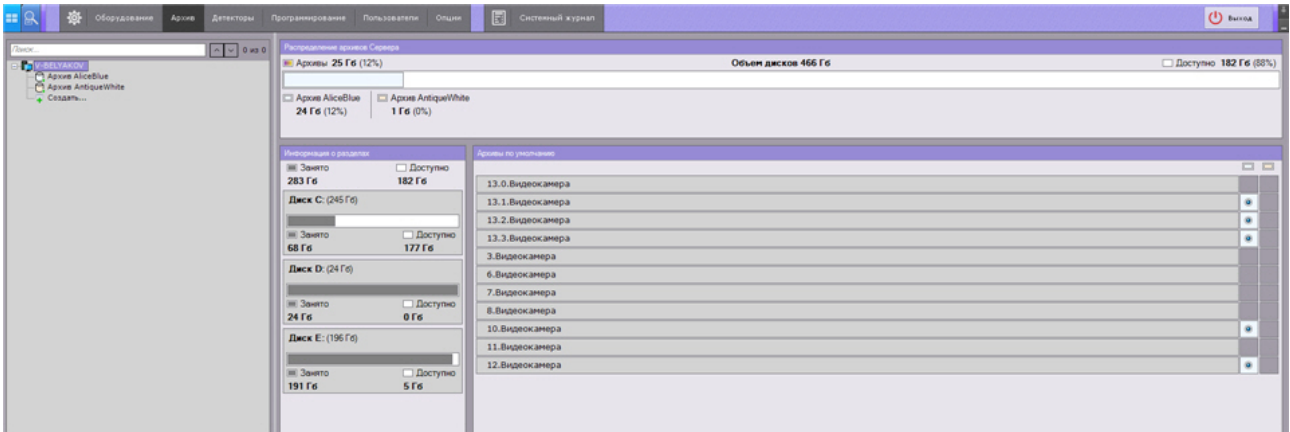 Оборудование Архив Детекторы Программирование Пользователи Опции Системный журнал Выход
Поиск... 0 из 0
V-BELYAKOV
Архив AliceBlue
Архив AntiqueWhite
Создать...
Распределение архивов Сервера
Архивы 25 Гб (12%) Объем дисков 466 Гб Доступно 182 Гб (88%)
Архив AliceBlue Архив AntiqueWhite
24 Гб (12%) 1 Гб (0%)
Информация о разделах
Занято Доступно
283 Гб 182 Гб
Диск C: (245 Гб)
Занято Доступно
68 Гб 177 Гб
Диск D: (24 Гб)
Занято Доступно
24 Гб 0 Гб
Диск E: (196 Гб)
Занято Доступно
191 Гб 5 Гб
Архивы по умолчанию
13.0.Видеокамера
13.1.Видеокамера
13.2.Видеокамера
13.3.Видеокамера
3.Видеокамера
6.Видеокамера
7.Видеокамера
8.Видеокамера
10.Видеокамера
11.Видеокамера
12.Видеокамера